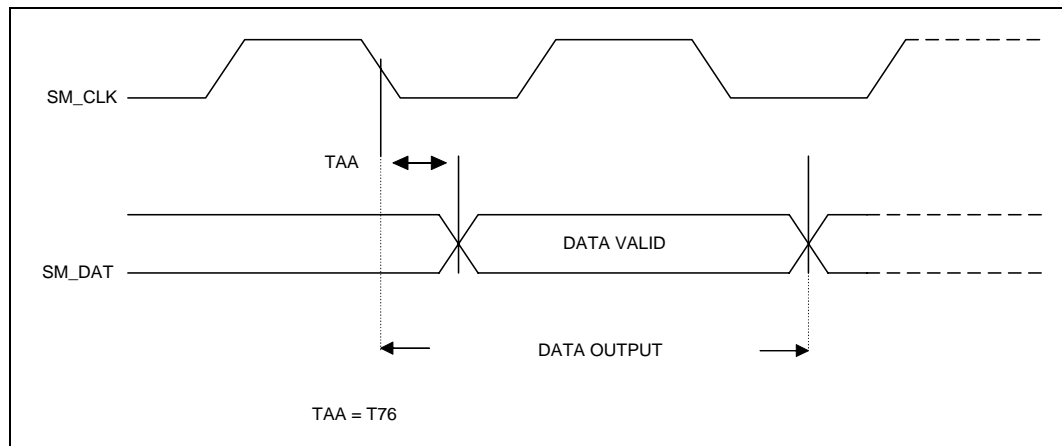 SM_CLK
TAA
DATA VALID
SM_DAT
DATA OUTPUT
TAA = T76